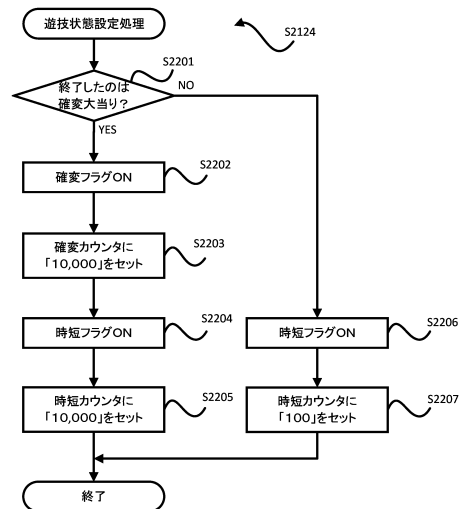 遊技状態設定処理
S2124
S2201
終了したのは
確変大当り？
NO
YES
確変フラグON
S2202
確変カウンタに
「10,000」をセット
S2203
時短フラグON
S2204
時短フラグON
S2206
時短カウンタに
「10,000」をセット
S2205
時短カウンタに
「100」をセット
S2207
終了